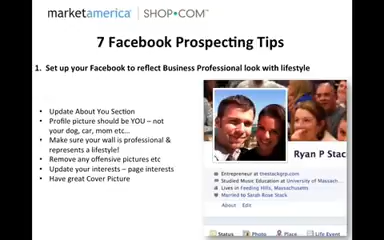 marketamerica | SHOP•COM™
7 Facebook Prospecting Tips
1. Set up your Facebook to reflect Business Professional look with lifestyle
• Update About You Section
• Profile picture should be YOU – not
your dog, car, mom etc…
• Make sure your wall is professional &
represents a lifestyle!
• Remove any offensive pictures etc
• Update your interests – page interests
• Have great Cover Picture
Ryan P Stack
Entrepreneur at thestackgrp.com
Studied Music Education at University of Massach
Lives in Feeding Hills, Massachusetts
Married to Sarah Rose Stack
About Edit
Status Photo Place Life Event